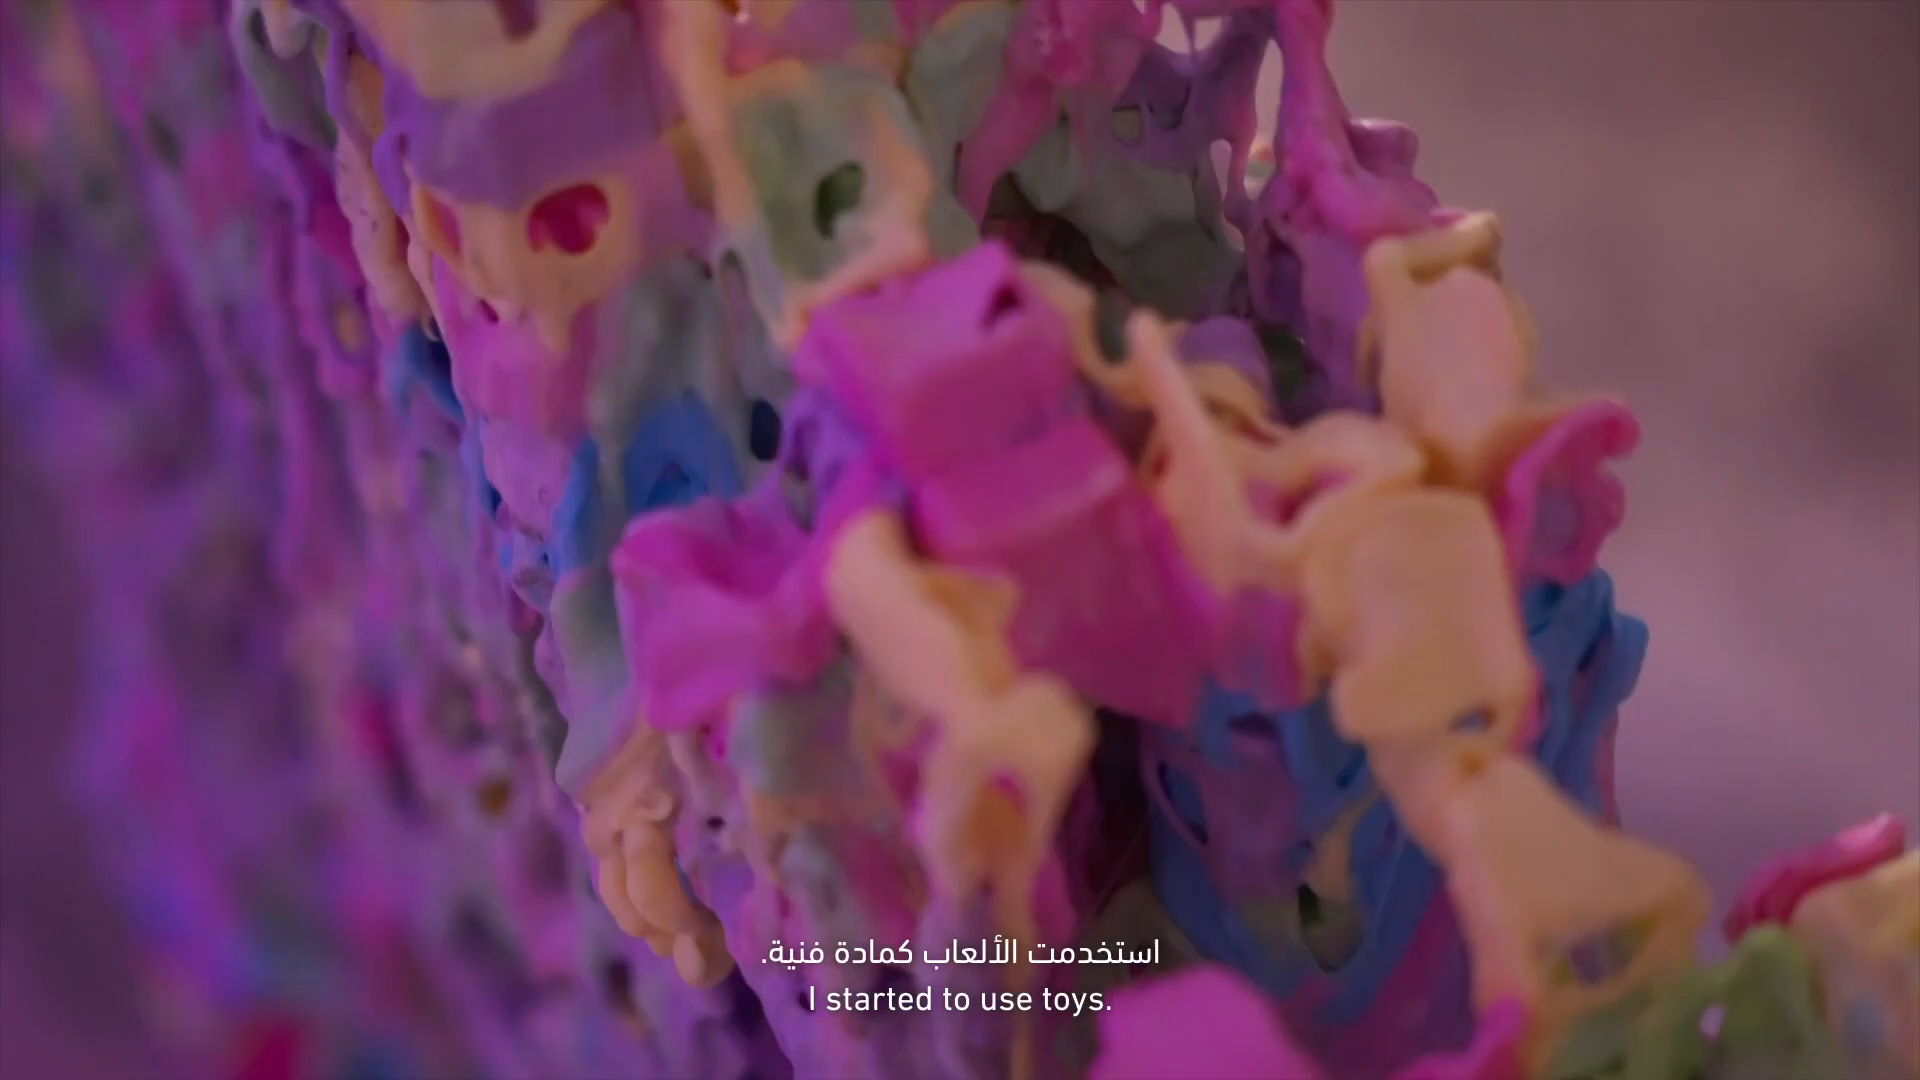 استخدمت الألعاب كمادة فنية.
I started to use toys.